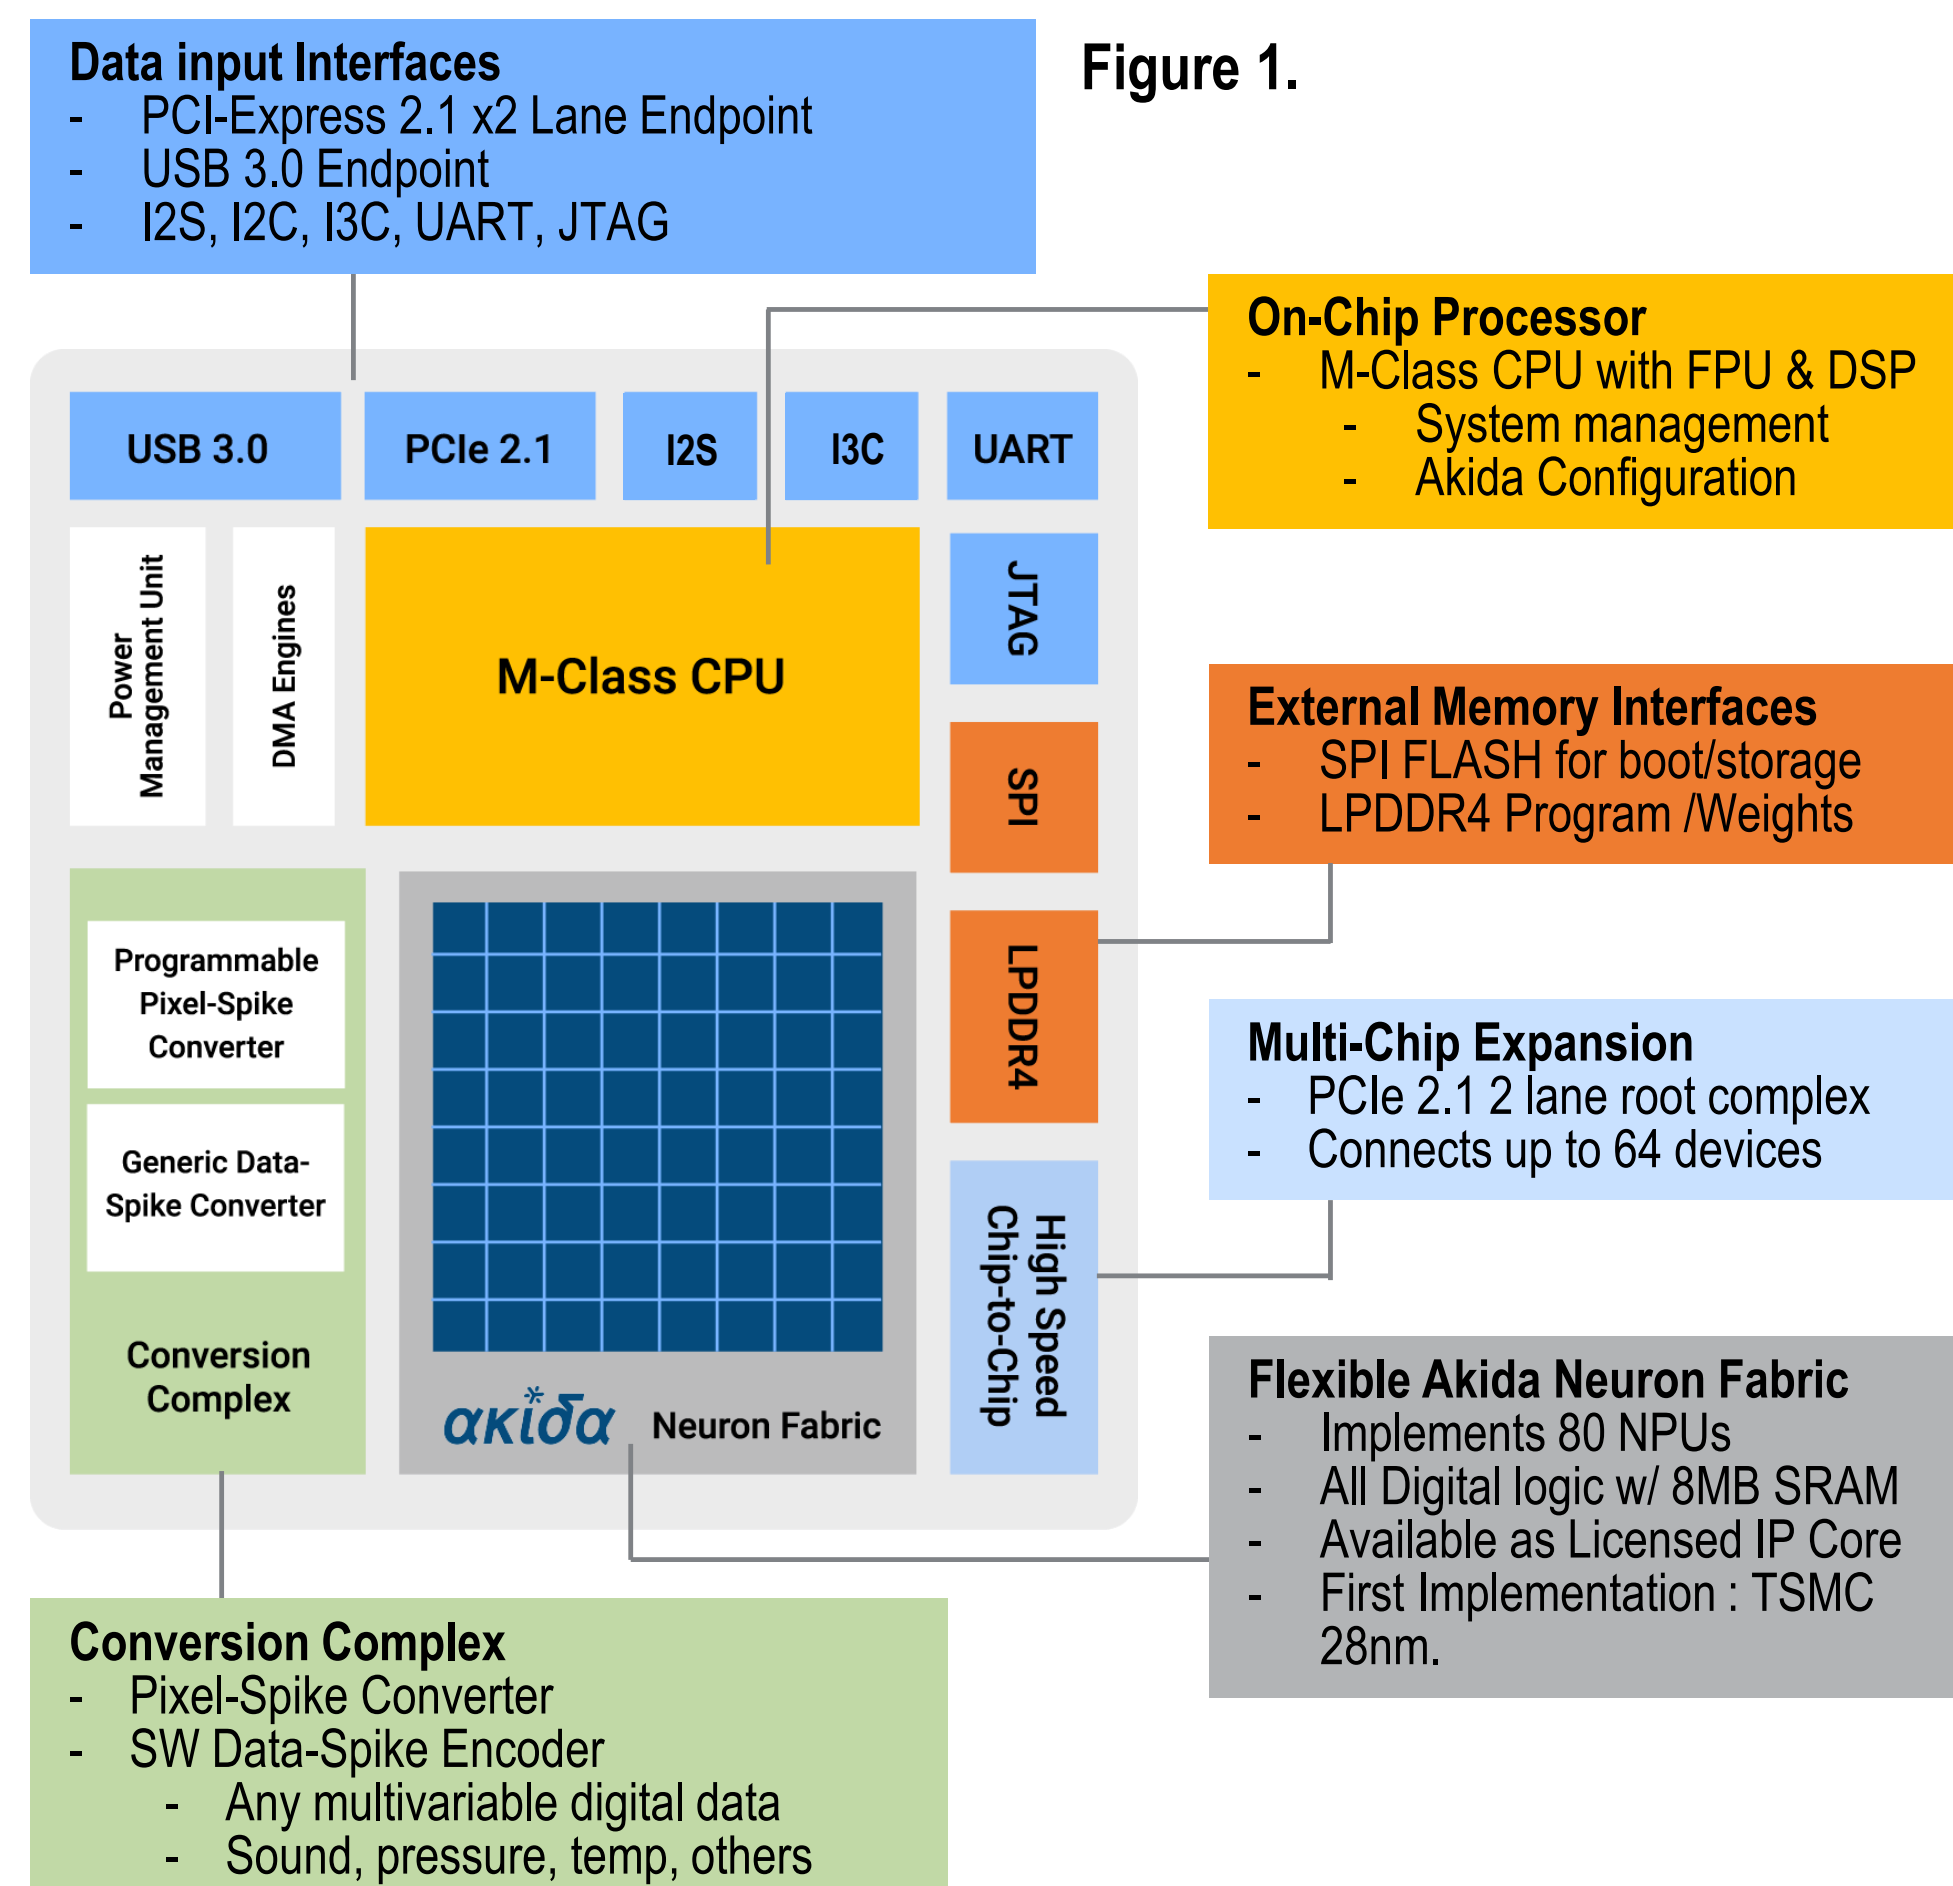 Data input Interfaces
- PCI-Express 2.1 x2 Lane Endpoint
- USB 3.0 Endpoint
- I2S, I2C, I3C, UART, JTAG
Figure 1.
On-Chip Processor
- M-Class CPU with FPU & DSP
- System management
- Akida Configuration
USB 3.0
PCIe 2.1
I2S
I3C
UART
Power
Management Unit
DMA Engines
M-Class CPU
JTAG
SPI
LPDDR4
High Speed
Chip-to-Chip
External Memory Interfaces
- SPI FLASH for boot/storage
- LPDDR4 Program /Weights
Programmable
Pixel-Spike
Converter
Generic Data-
Spike Converter
Conversion
Complex
ακίδα
Neuron Fabric
Multi-Chip Expansion
- PCIe 2.1 2 lane root complex
- Connects up to 64 devices
Flexible Akida Neuron Fabric
- Implements 80 NPUs
- All Digital logic w/ 8MB SRAM
- Available as Licensed IP Core
- First Implementation : TSMC
28nm.
Conversion Complex
- Pixel-Spike Converter
- SW Data-Spike Encoder
- Any multivariable digital data
- Sound, pressure, temp, others